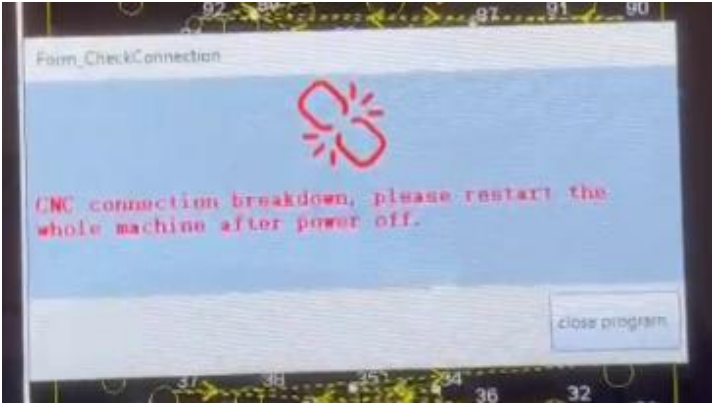 92
97 91 90
Form_CheckConnection
CNC connection breakdown, please restart the
whole machine after power off.
close program
37 38 35 34
36 32